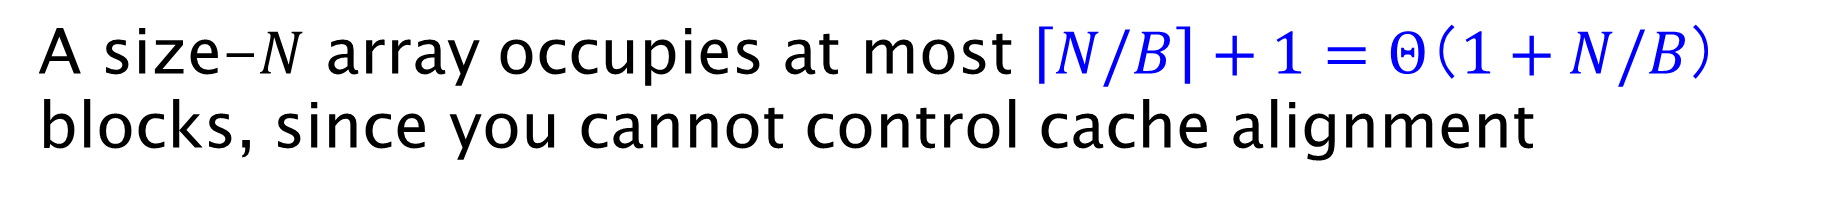 A size-N array occupies at most ⌈N/B⌉ + 1 = Θ(1 + N/B)
blocks, since you cannot control cache alignment